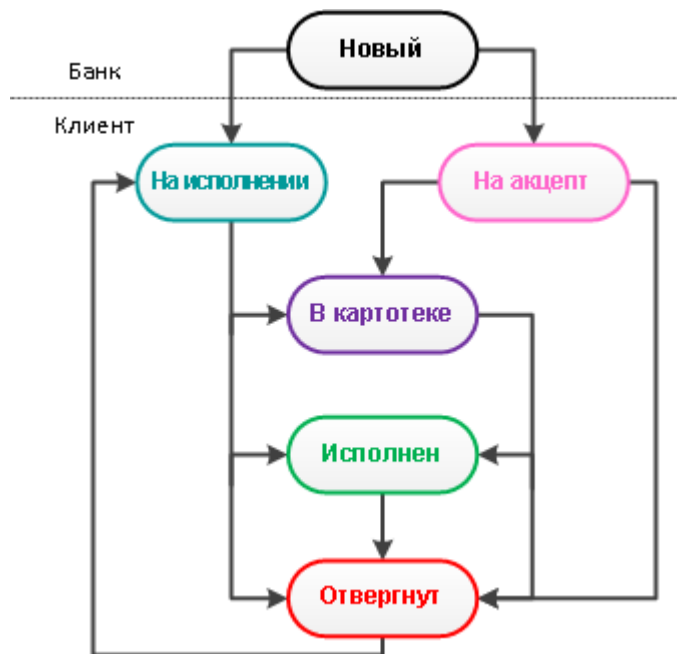 Новый
Банк
Клиент
На исполнении
На акцепт
В картотеке
Исполнен
Отвергнут